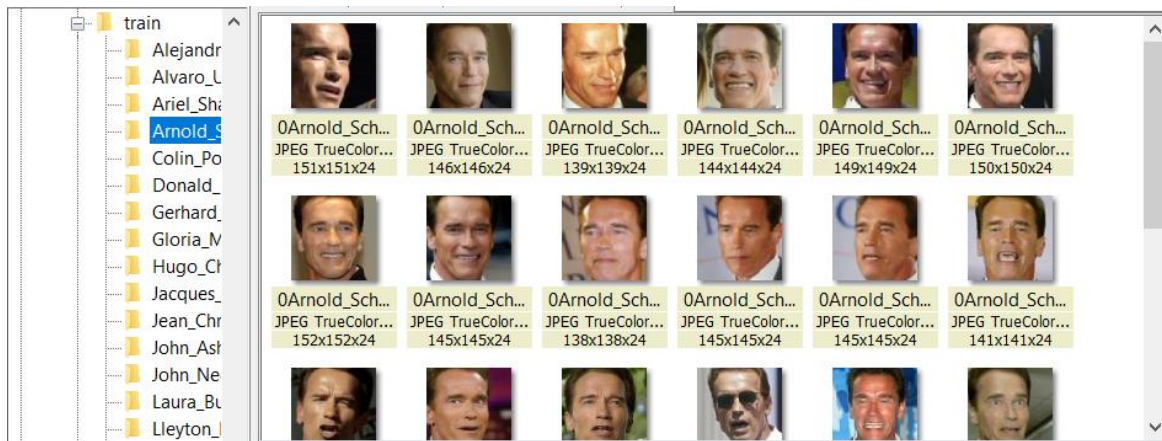 train
Alejandr
Alvaro_U
Ariel_Sha
Arnold_S
Colin_Po
Donald_
Gerhard_
Gloria_M
Hugo_Ch
Jacques_
Jean_Chr
John_Ash
John_Ne
Laura_Bu
Lleyton_
0Arnold_Sch... 0Arnold_Sch... 0Arnold_Sch... 0Arnold_Sch... 0Arnold_Sch... 0Arnold_Sch...
JPEG TrueColor... JPEG TrueColor... JPEG TrueColor... JPEG TrueColor... JPEG TrueColor... JPEG TrueColor...
151x151x24 146x146x24 139x139x24 144x144x24 149x149x24 150x150x24
0Arnold_Sch... 0Arnold_Sch... 0Arnold_Sch... 0Arnold_Sch... 0Arnold_Sch... 0Arnold_Sch...
JPEG TrueColor... JPEG TrueColor... JPEG TrueColor... JPEG TrueColor... JPEG TrueColor... JPEG TrueColor...
152x152x24 145x145x24 138x138x24 145x145x24 145x145x24 141x141x24